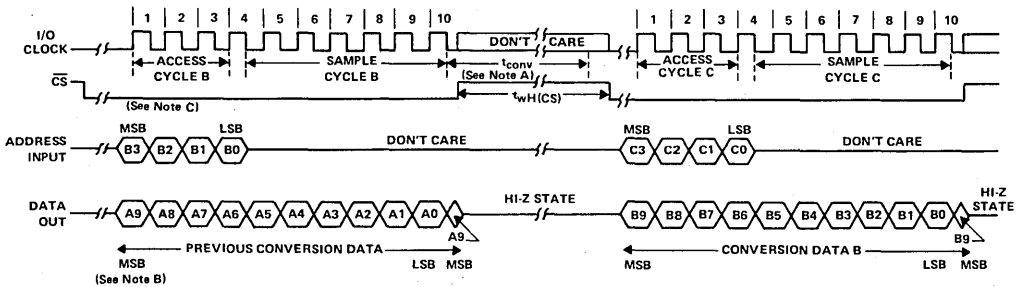 1 2 3 4 5 6 7 8 9 10 1 2 3 4 5 6 7 8 9 10
I/O CLOCK
DON'T CARE
ACCESS CYCLE B
SAMPLE CYCLE B
tconv
(See Note A)
ACCESS CYCLE C
SAMPLE CYCLE C
CS
(See Note C)
twH(CS)
MSB LSB MSB LSB
ADDRESS INPUT
B3 B2 B1 B0 DON'T CARE C3 C2 C1 C0 DON'T CARE
DATA OUT
A9 A8 A7 A6 A5 A4 A3 A2 A1 A0 HI-Z STATE B9 B8 B7 B6 B5 B4 B3 B2 B1 B0 HI-Z STATE
A9 B9
PREVIOUS CONVERSION DATA CONVERSION DATA B
MSB LSB MSB MSB LSB MSB
(See Note B)